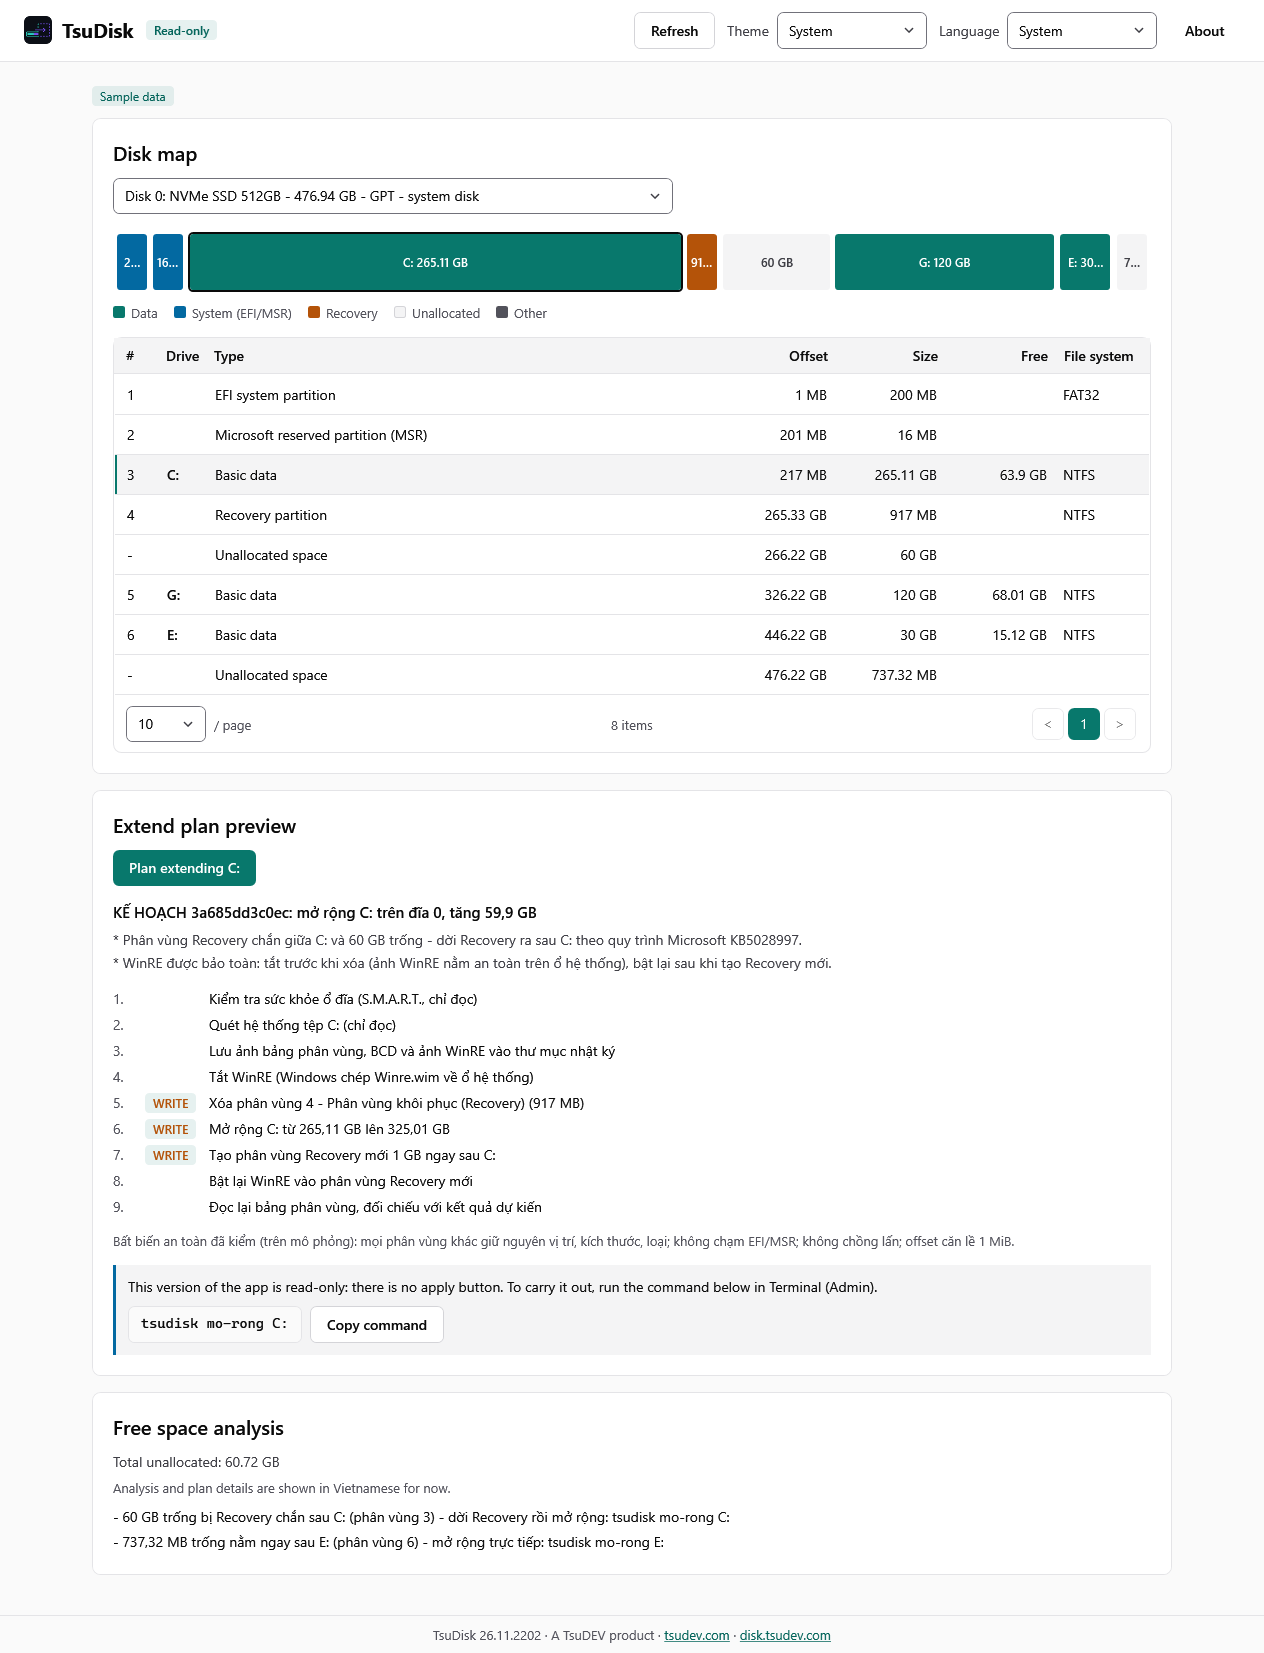 TsuDisk Read-only Refresh Theme System Language System About
Sample data
Disk map
Disk 0: NVMe SSD 512GB - 476.94 GB - GPT - system disk
2... 16... C: 265.11 GB 91... 60 GB G: 120 GB E: 30... 7...
Data System (EFI/MSR) Recovery Unallocated Other
# Drive Type Offset Size Free File system
1 EFI system partition 1 MB 200 MB FAT32
2 Microsoft reserved partition (MSR) 201 MB 16 MB
3 C: Basic data 217 MB 265.11 GB 63.9 GB NTFS
4 Recovery partition 265.33 GB 917 MB NTFS
- Unallocated space 266.22 GB 60 GB
5 G: Basic data 326.22 GB 120 GB 68.01 GB NTFS
6 E: Basic data 446.22 GB 30 GB 15.12 GB NTFS
- Unallocated space 476.22 GB 737.32 MB
10 / page 8 items < 1 >
Extend plan preview
Plan extending C:
KẾ HOẠCH 3a685dd3c0ec: mở rộng C: trên đĩa 0, tăng 59,9 GB
* Phân vùng Recovery chắn giữa C: và 60 GB trống - dời Recovery ra sau C: theo quy trình Microsoft KB5028997.
* WinRE được bảo toàn: tắt trước khi xóa (ảnh WinRE nằm an toàn trên ổ hệ thống), bật lại sau khi tạo Recovery mới.
1. Kiểm tra sức khỏe ổ đĩa (S.M.A.R.T., chỉ đọc)
2. Quét hệ thống tệp C: (chỉ đọc)
3. Lưu ảnh bảng phân vùng, BCD và ảnh WinRE vào thư mục nhật ký
4. Tắt WinRE (Windows chép Winre.wim về ổ hệ thống)
5. WRITE Xóa phân vùng 4 - Phân vùng khôi phục (Recovery) (917 MB)
6. WRITE Mở rộng C: từ 265,11 GB lên 325,01 GB
7. WRITE Tạo phân vùng Recovery mới 1 GB ngay sau C:
8. Bật lại WinRE vào phân vùng Recovery mới
9. Đọc lại bảng phân vùng, đối chiếu với kết quả dự kiến
Bất biến an toàn đã kiểm (trên mô phỏng): mọi phân vùng khác giữ nguyên vị trí, kích thước, loại; không chạm EFI/MSR; không chồng lấn; offset căn lề 1 MiB.
This version of the app is read-only: there is no apply button. To carry it out, run the command below in Terminal (Admin).
tsudisk mo-rong C: Copy command
Free space analysis
Total unallocated: 60.72 GB
Analysis and plan details are shown in Vietnamese for now.
- 60 GB trống bị Recovery chắn sau C: (phân vùng 3) - dời Recovery rồi mở rộng: tsudisk mo-rong C:
- 737,32 MB trống nằm ngay sau E: (phân vùng 6) - mở rộng trực tiếp: tsudisk mo-rong E:
TsuDisk 26.11.2202 · A TsuDEV product · tsudev.com · disk.tsudev.com